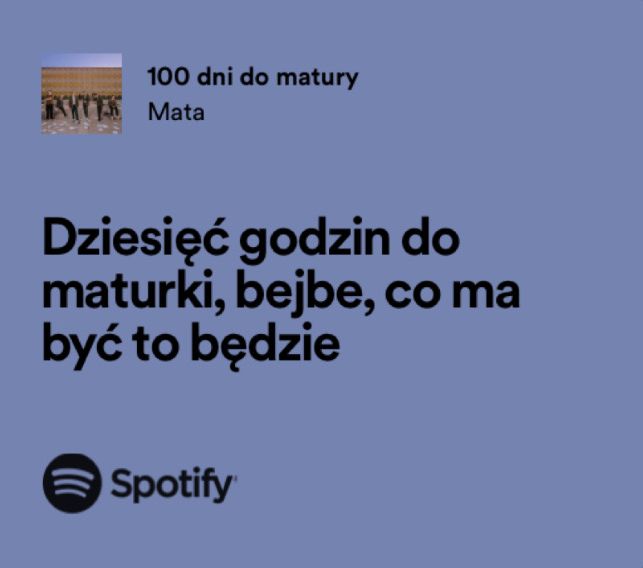 100 dni do matury
Mata
Dziesięć godzin do
maturki, bejbe, co ma
być to będzie
Spotify